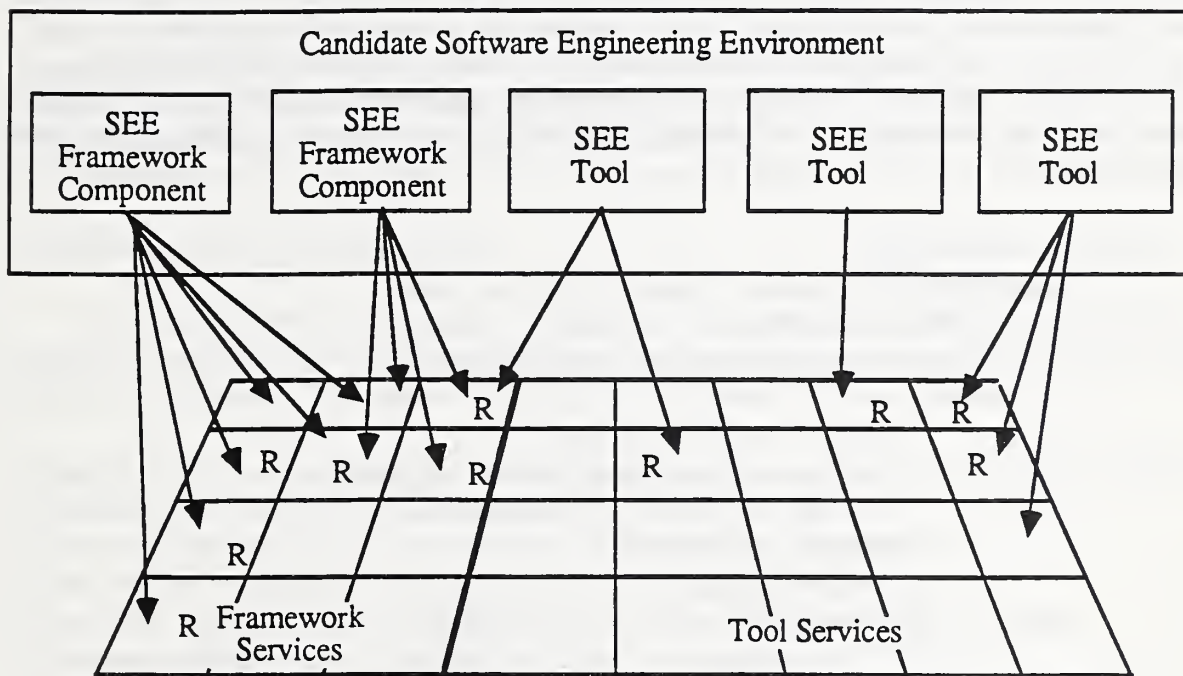 Candidate Software Engineering Environment
SEE
Framework
Component
SEE
Framework
Component
SEE
Tool
SEE
Tool
SEE
Tool
R
R
R
R
R
R
R
R
R
R
Framework
Services
Tool Services